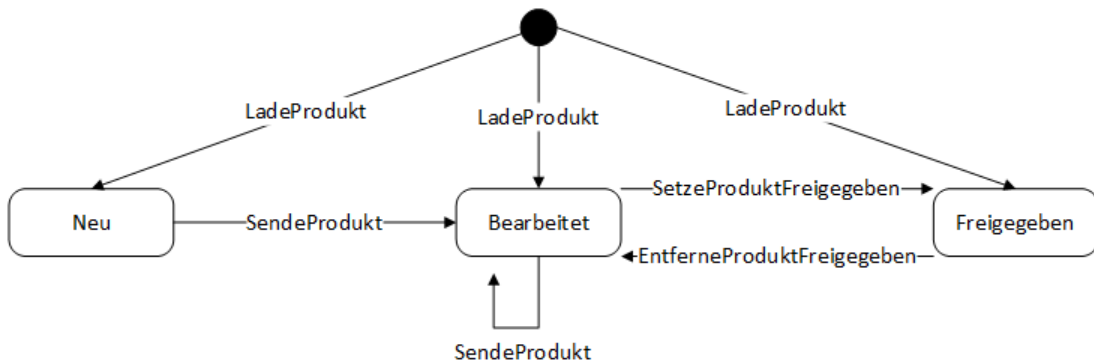 LadeProdukt
LadeProdukt
LadeProdukt
Neu
SendeProdukt
Bearbeitet
SetzeProduktFreigegeben
Freigegeben
EntferneProduktFreigegeben
SendeProdukt